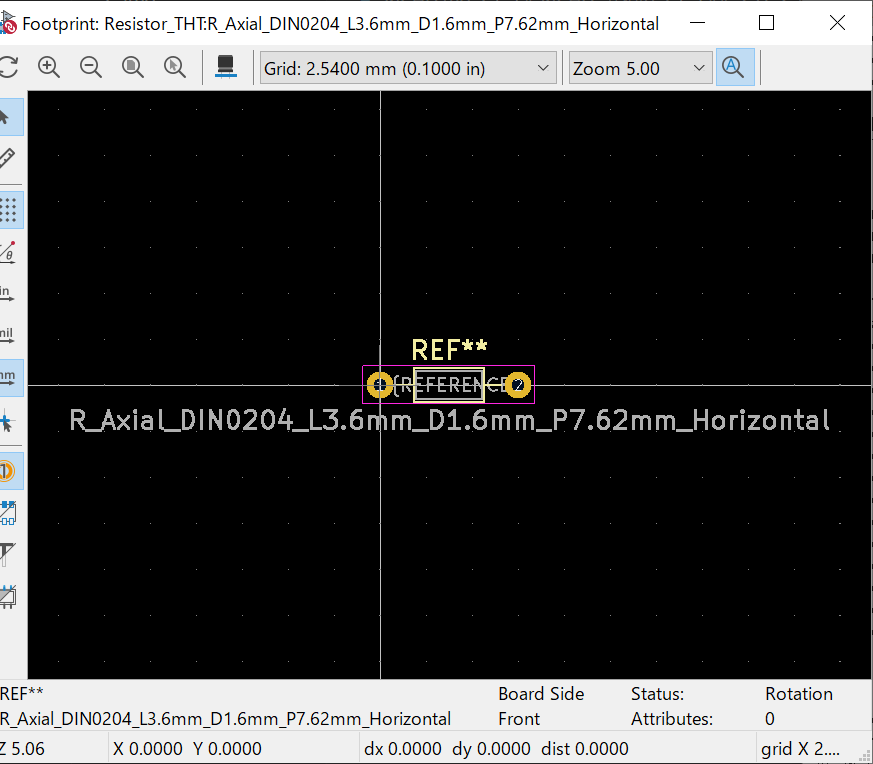 Footprint: Resistor_THT:R_Axial_DIN0204_L3.6mm_D1.6mm_P7.62mm_Horizontal
Grid: 2.5400 mm (0.1000 in)
Zoom 5.00
A
θ
in
mil
mm
1
T
REF**
1
{REFERENCE
2
R_Axial_DIN0204_L3.6mm_D1.6mm_P7.62mm_Horizontal
REF**
Board Side
Status:
Rotation
R_Axial_DIN0204_L3.6mm_D1.6mm_P7.62mm_Horizontal
Front
Attributes:
0
Z 5.06
X 0.0000 Y 0.0000
dx 0.0000 dy 0.0000 dist 0.0000
grid X 2....